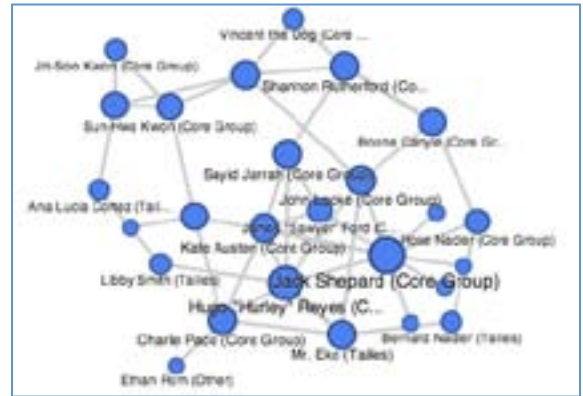 Vincent the Dog (Core ...
Jin-Soo Kwon (Core Group)
Shannon Rutherford (Co...
Sun-Hwa Kwon (Core Group)
Boone Carlyle (Core Gr...
Sayid Jarrah (Core Group)
John Locke (Core Group)
Ana Lucia Cortez (Tail...
James "Sawyer" Ford (C...
Rose Nadler (Core Group)
Kate Austen (Core Group)
Libby Smith (Tailies)
Jack Shepard (Core Group)
Hugo "Hurley" Reyes (C...
Charlie Pace (Core Group)
Bernard Nadler (Tailies)
Mr. Eko (Tailies)
Ethan Rom (Other)